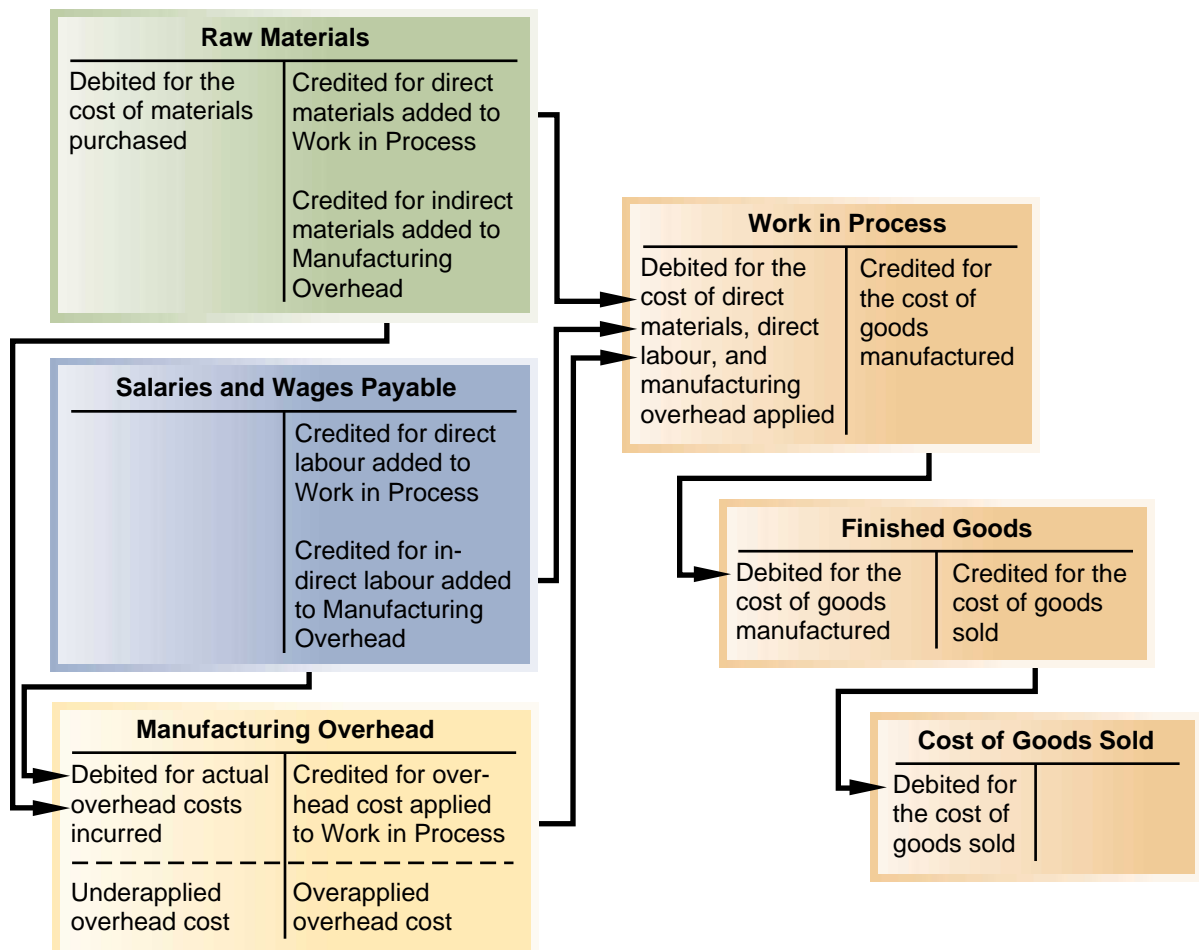 Raw Materials
Debited for the
cost of materials
purchased
Credited for direct
materials added to
Work in Process
Credited for indirect
materials added to
Manufacturing
Overhead
Salaries and Wages Payable
Credited for direct
labour added to
Work in Process
Credited for in-
direct labour added
to Manufacturing
Overhead
Manufacturing Overhead
Debited for actual
overhead costs
incurred
Credited for over-
head cost applied
to Work in Process
Underapplied
overhead cost
Overapplied
overhead cost
Work in Process
Debited for the
cost of direct
materials, direct
labour, and
manufacturing
overhead applied
Credited for
the cost of
goods
manufactured
Finished Goods
Debited for the
cost of goods
manufactured
Credited for the
cost of goods
sold
Cost of Goods Sold
Debited for
the cost of
goods sold